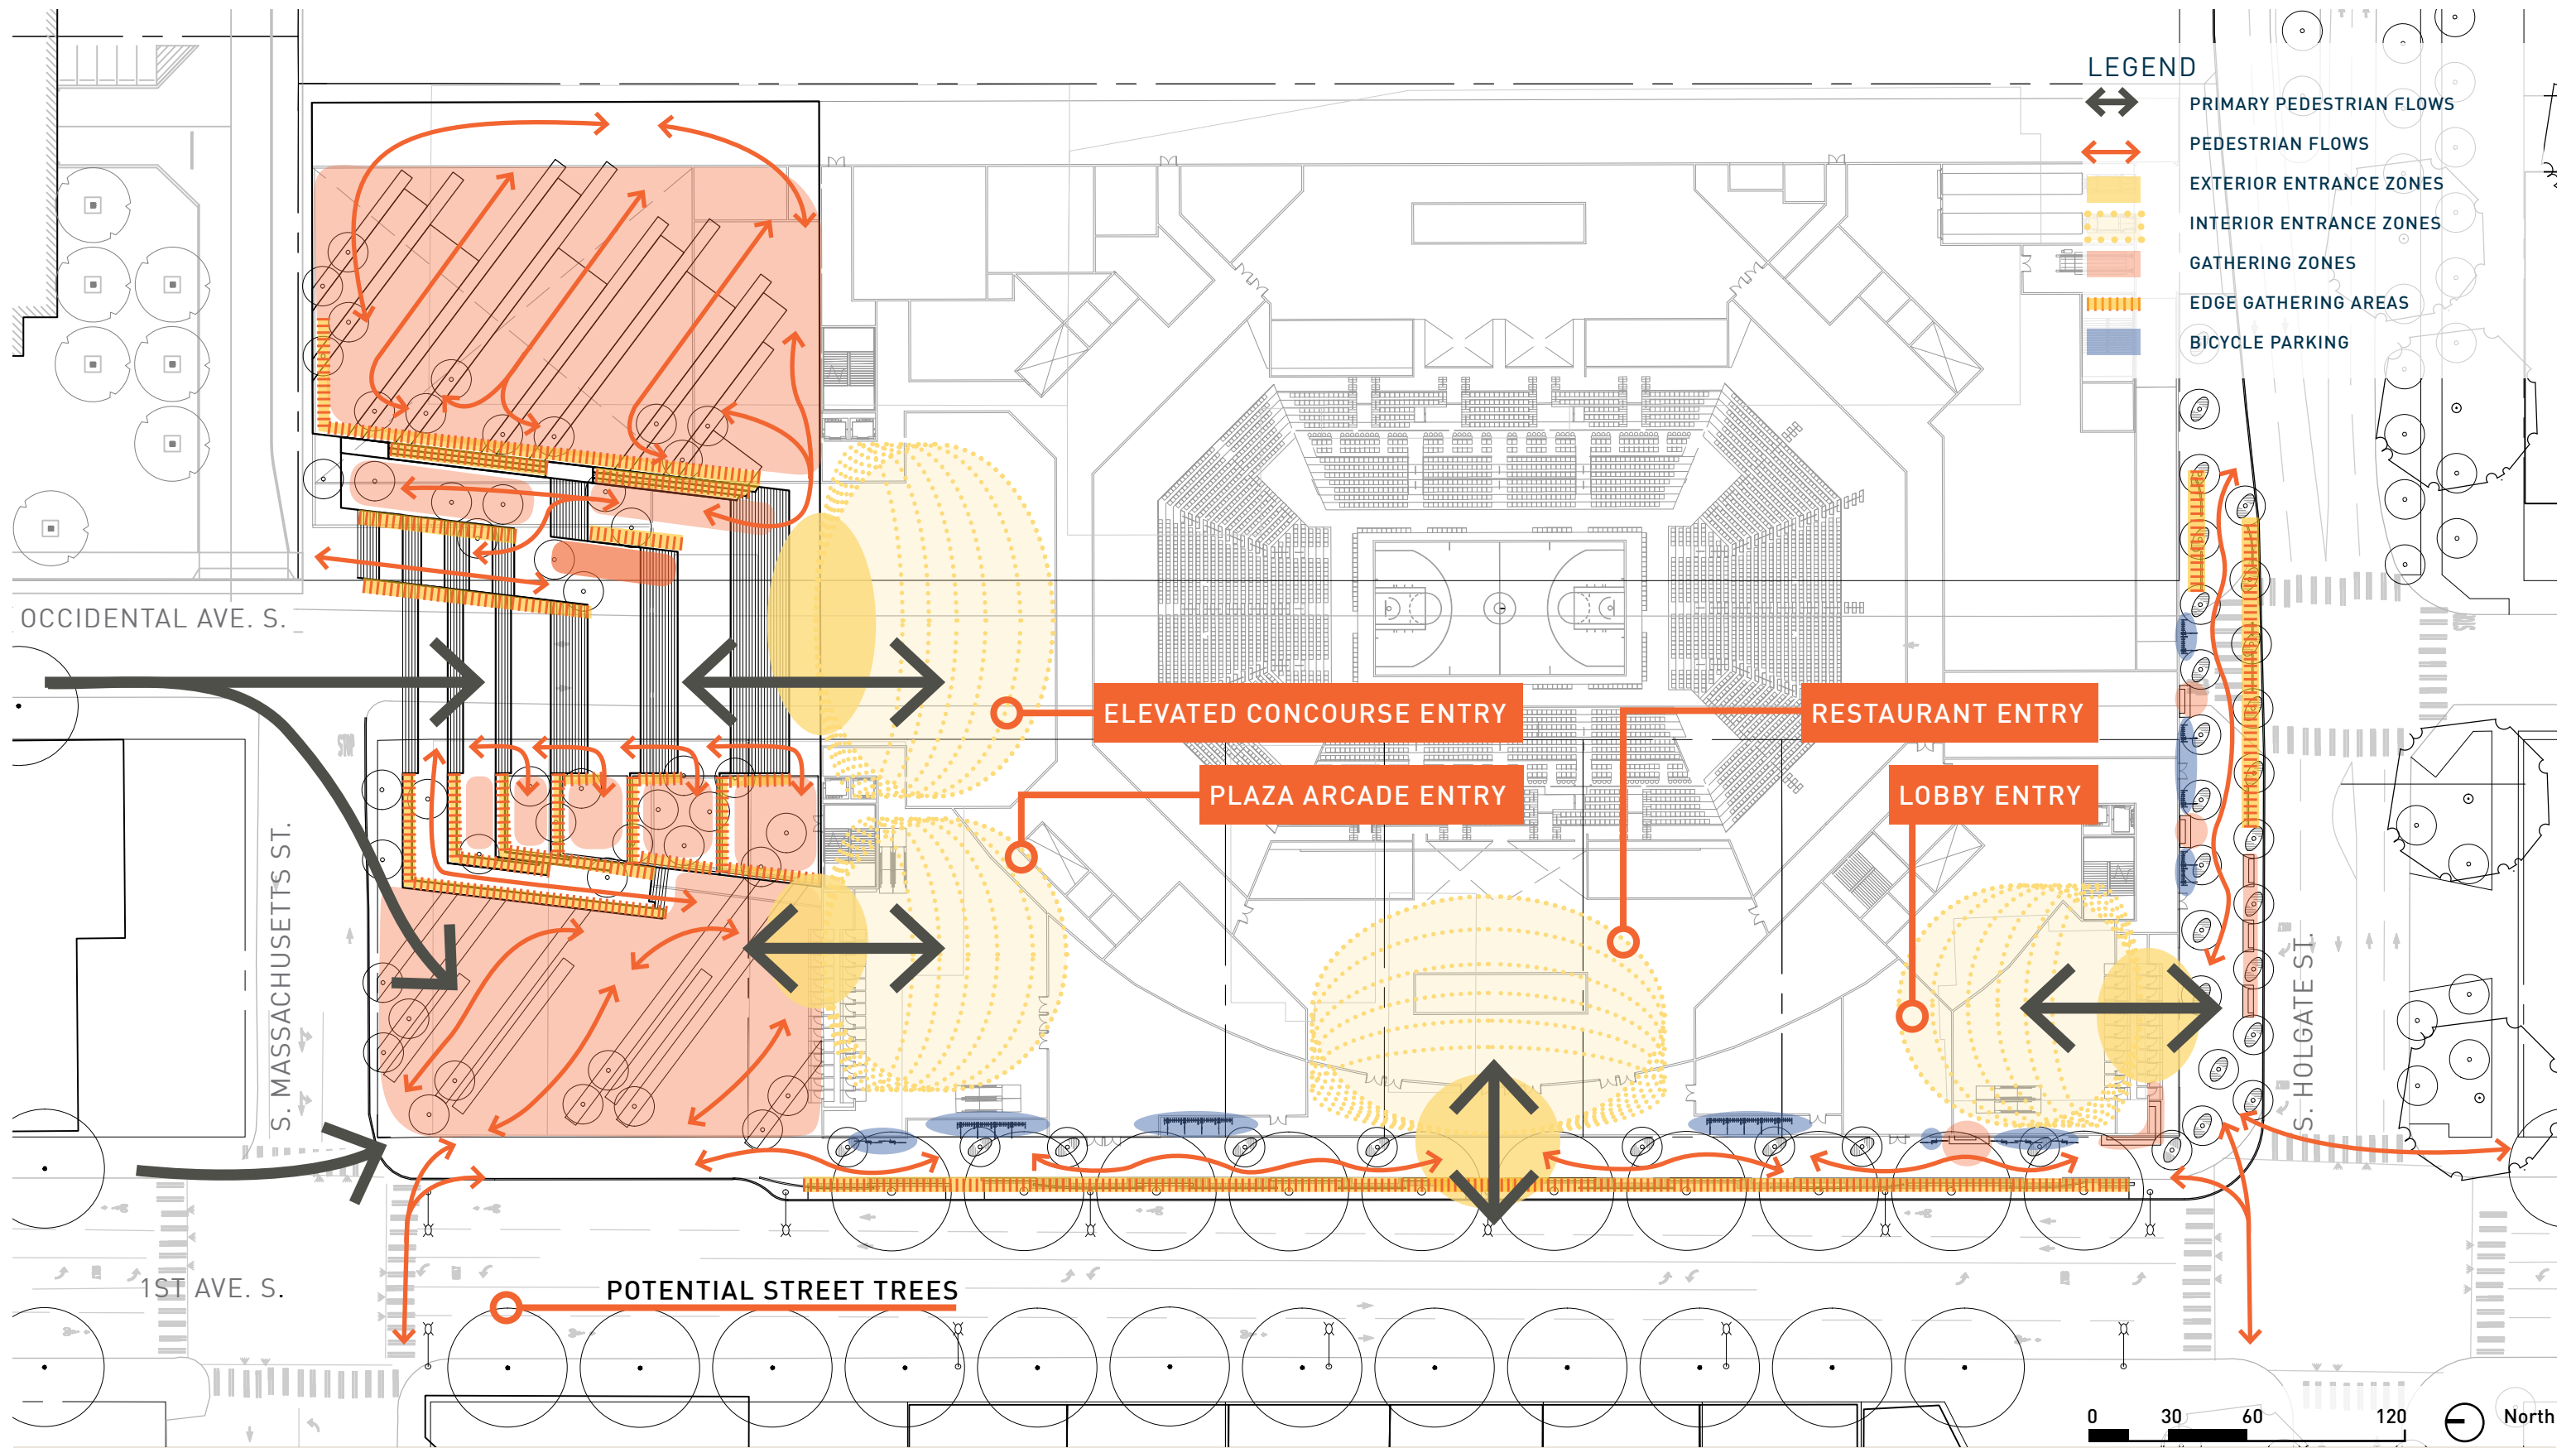 LEGEND
PRIMARY PEDESTRIAN FLOWS
PEDESTRIAN FLOWS
EXTERIOR ENTRANCE ZONES
INTERIOR ENTRANCE ZONES
GATHERING ZONES
EDGE GATHERING AREAS
BICYCLE PARKING
OCCIDENTAL AVE. S.
ELEVATED CONCOURSE ENTRY
RESTAURANT ENTRY
PLAZA ARCADE ENTRY
LOBBY ENTRY
S. MASSACHUSETTS ST.
S. HOLGATE ST.
1ST AVE. S.
POTENTIAL STREET TREES
0 30 60 120
North